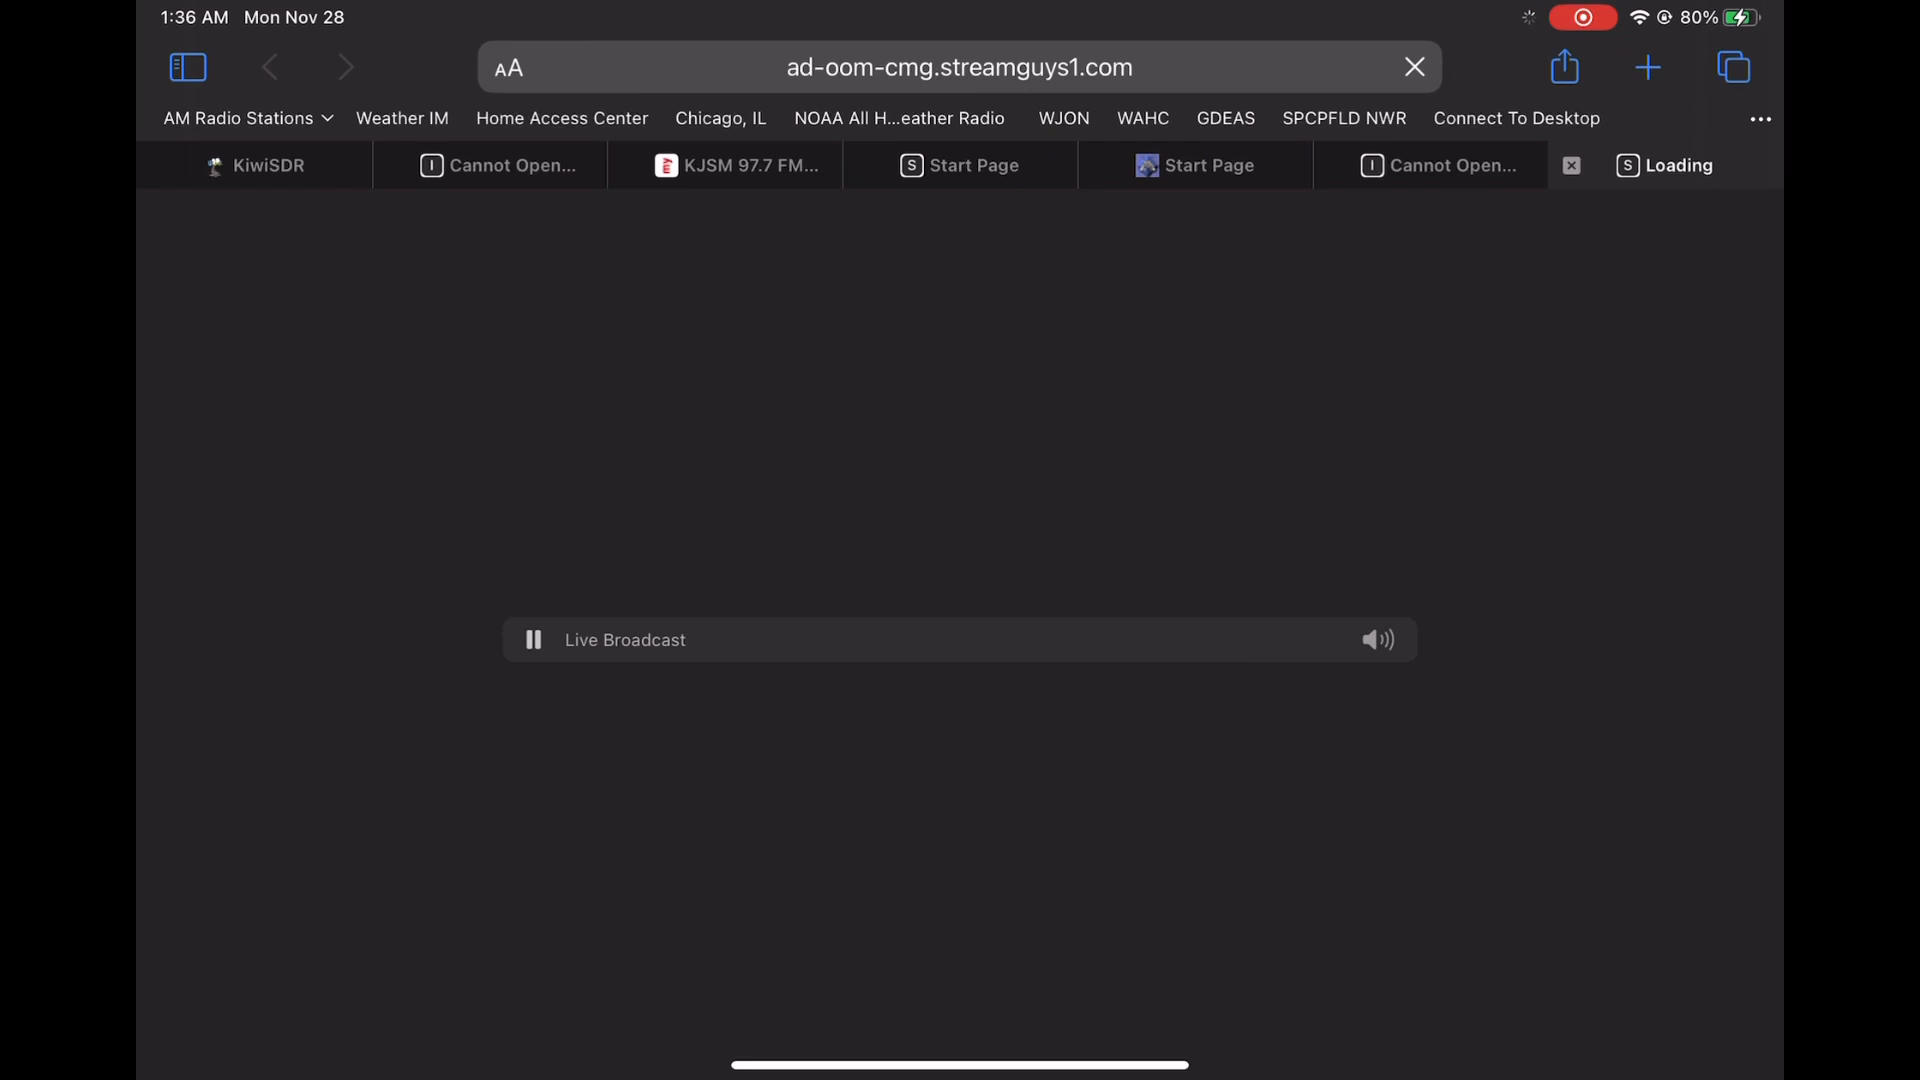 1:36 AM Mon Nov 28
80%
AA ad-oom-cmg.streamguys1.com
AM Radio Stations Weather IM Home Access Center Chicago, IL NOAA All H...eather Radio WJON WAHC GDEAS SPCPFLD NWR Connect To Desktop
KiwiSDR I Cannot Open... my KJSM 97.7 FM... S Start Page Start Page I Cannot Open... S Loading
Live Broadcast